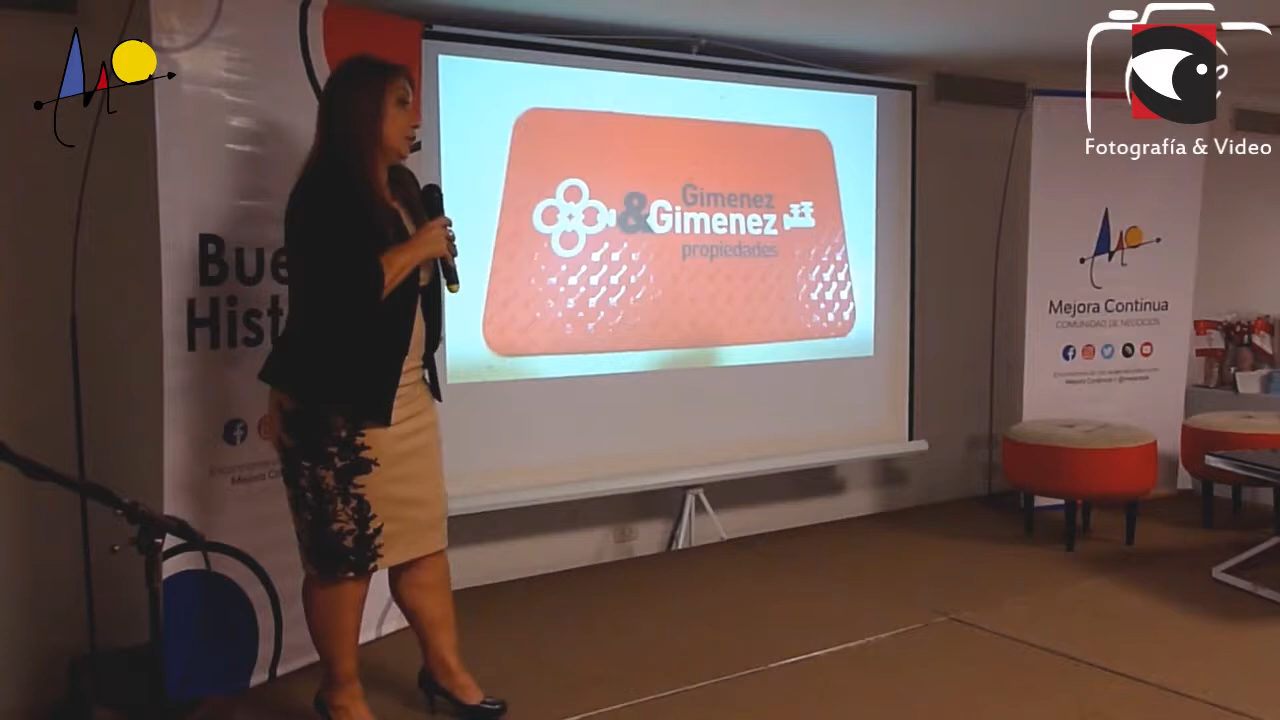 Fotografía & Video
Bue
Hist
Gimenez
&Gimenez
propiedades
Mejora Continua
COMUNIDAD DE NEGOCIOS